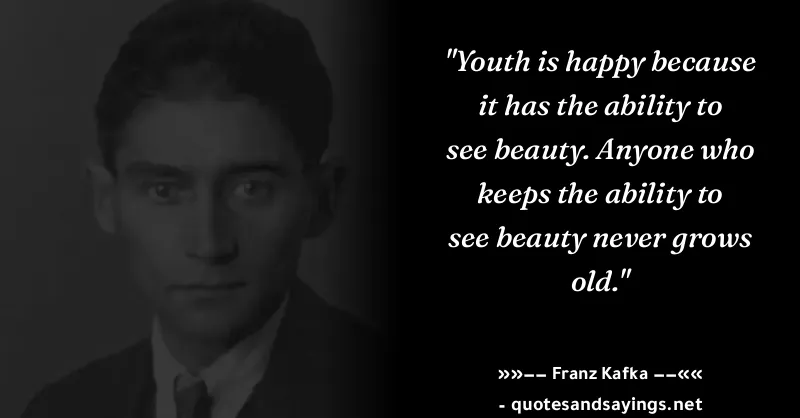 "Youth is happy because
it has the ability to
see beauty. Anyone who
keeps the ability to
see beauty never grows
old."
»»−− Franz Kafka −−««
- quotesandsayings.net